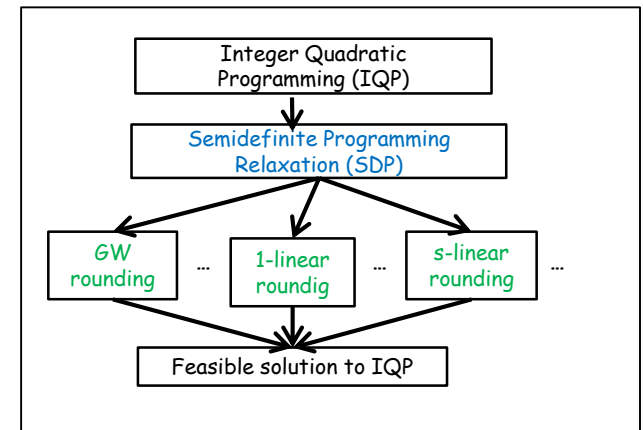 Integer Quadratic
Programming (IQP)
Semidefinite Programming
Relaxation (SDP)
GW
rounding
...
1-linear
roundig
...
s-linear
rounding
...
Feasible solution to IQP